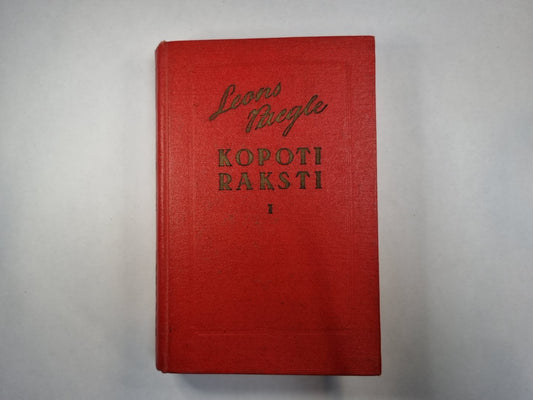 Leons
Paegle
KOPOTI
RAKSTI
I